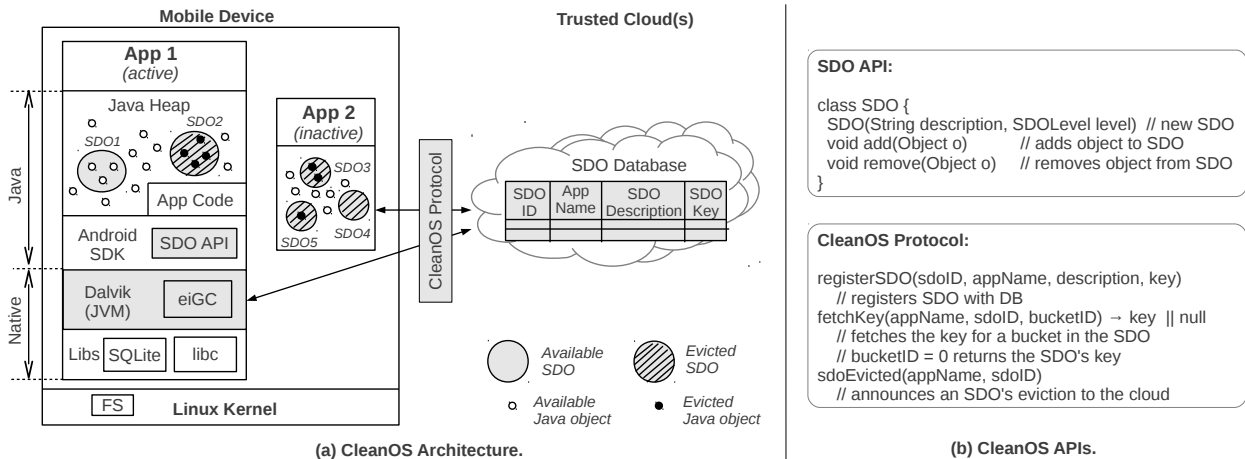 Mobile Device
Trusted Cloud(s)
App 1
(active)
Java Heap
SDO1
SDO2
App Code
Android
SDK
SDO API
Dalvik
(JVM)
eiGC
Libs
SQLite
libc
Java
Native
FS
Linux Kernel
App 2
(inactive)
SDO3
SDO4
SDO5
CleanOS Protocol
SDO Database
SDO ID
App Name
SDO Description
SDO Key
Available SDO
Evicted SDO
Available Java object
Evicted Java object
(a) CleanOS Architecture.
SDO API:
class SDO {
SDO(String description, SDOLevel level) // new SDO
void add(Object o) // adds object to SDO
void remove(Object o) // removes object from SDO
}
CleanOS Protocol:
registerSDO(sdoID, appName, description, key)
// registers SDO with DB
fetchKey(appName, sdoID, bucketID) → key || null
// fetches the key for a bucket in the SDO
// bucketID = 0 returns the SDO's key
sdoEvicted(appName, sdoID)
// announces an SDO's eviction to the cloud
(b) CleanOS APIs.